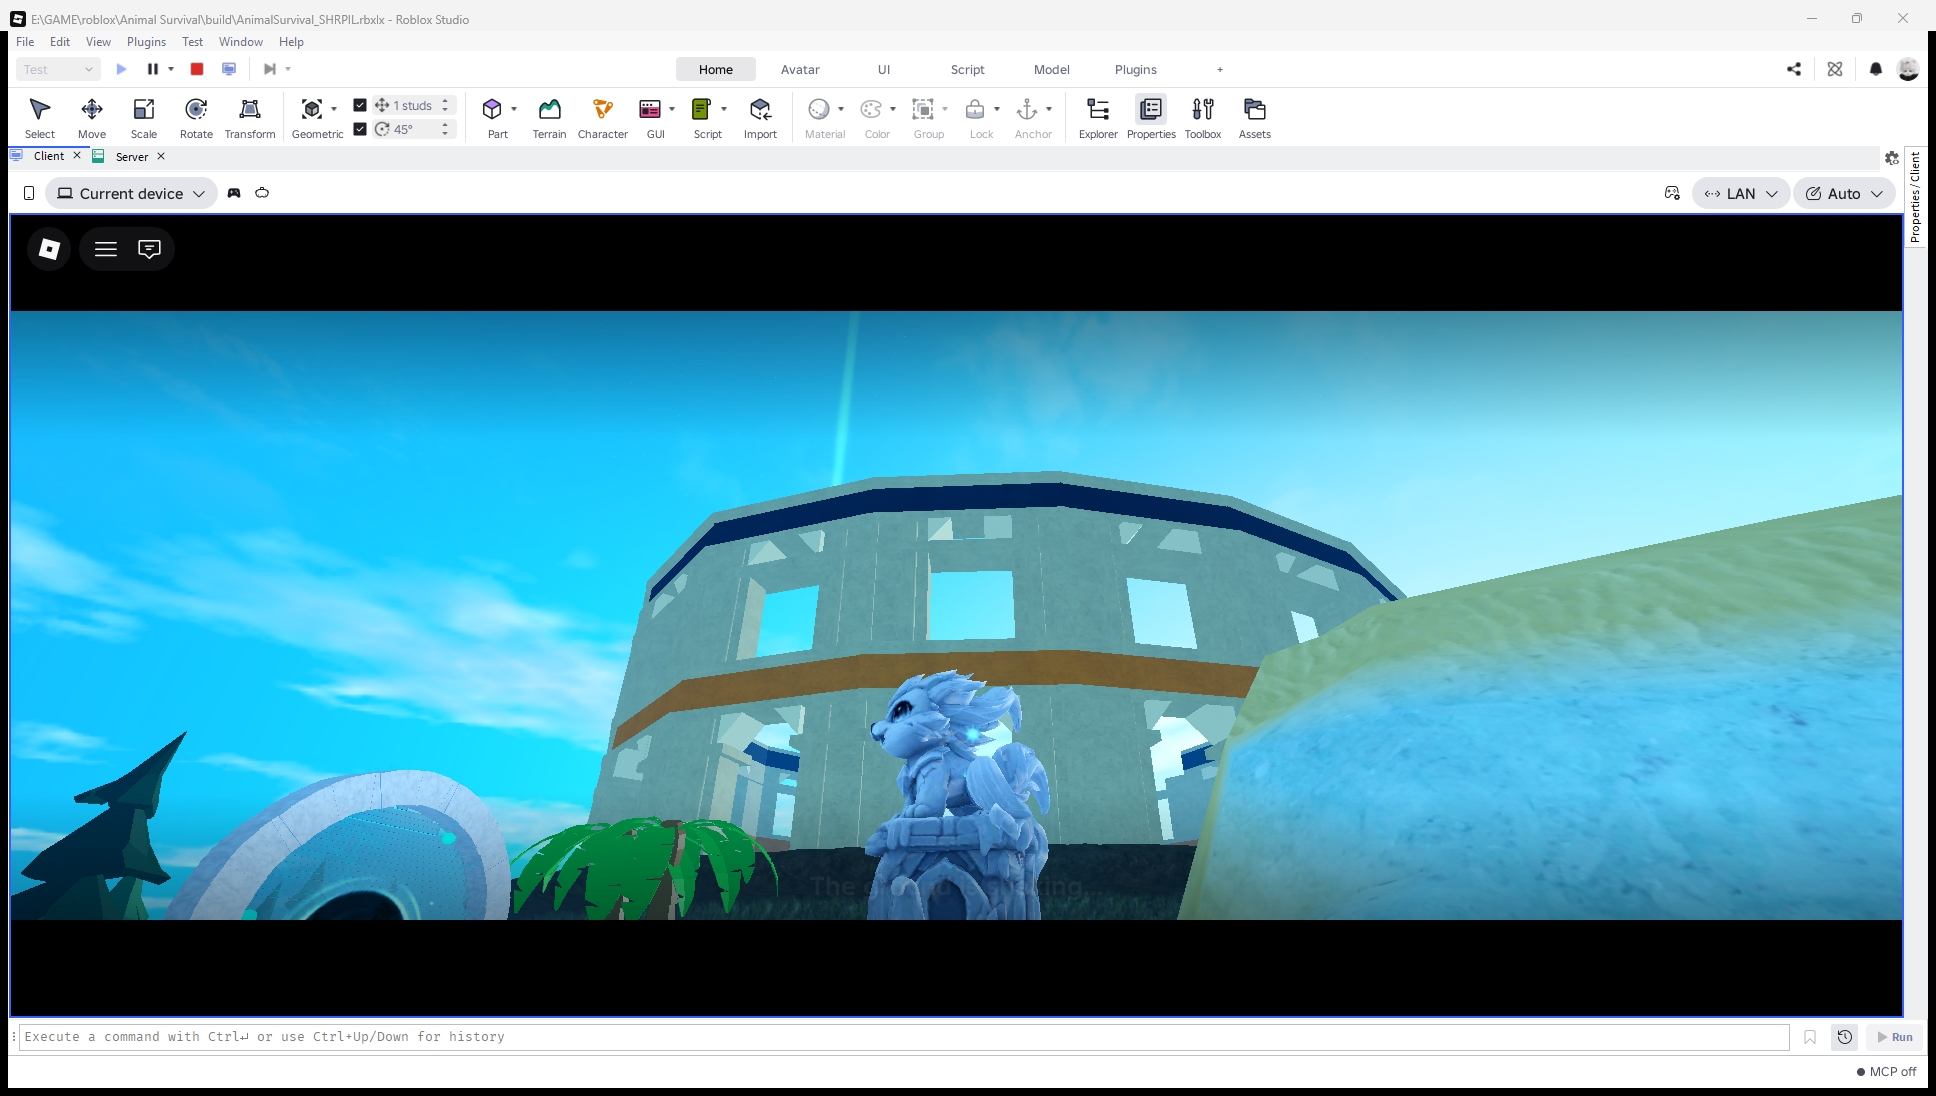 E:\GAME\roblox\Animal Survival\build\AnimalSurvival_SHRPIL.rbxlx - Roblox Studio
File Edit View Plugins Test Window Help
Test
Home Avatar UI Script Model Plugins +
1 studs
45°
Select Move Scale Rotate Transform Geometric Part Terrain Character GUI Script Import Material Color Group Lock Anchor Explorer Properties Toolbox Assets
Client Server
Properties / Client
Current device
LAN
Auto
The ground is
Execute a command with Ctrl↵ or use Ctrl+Up/Down for history
Run
MCP off